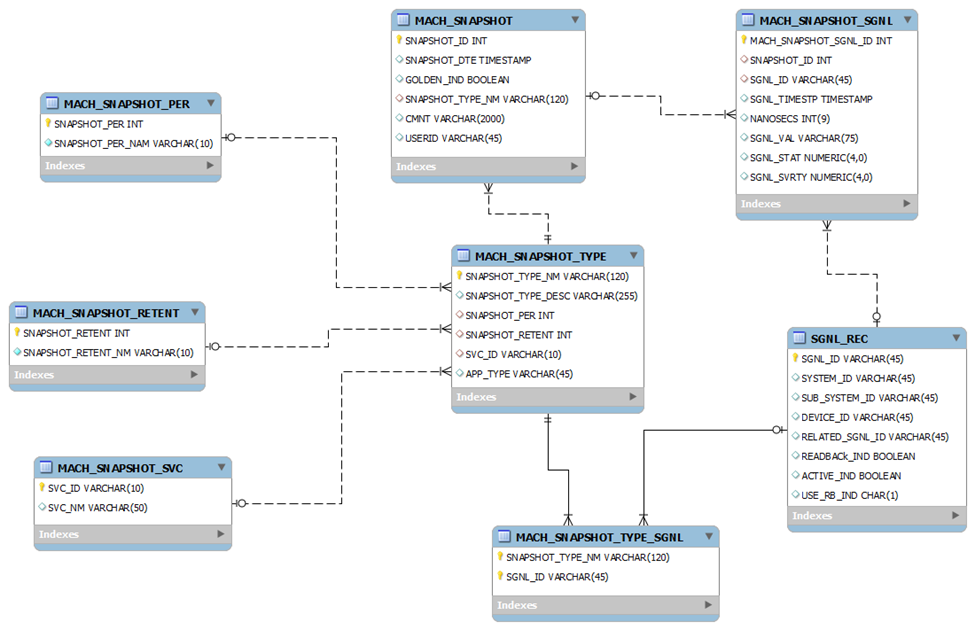 MACH_SNAPSHOT
SNAPSHOT_ID INT
SNAPSHOT_DTE TIMESTAMP
GOLDEN_IND BOOLEAN
SNAPSHOT_TYPE_NM VARCHAR(120)
CMNT VARCHAR(2000)
USERID VARCHAR(45)
Indexes
MACH_SNAPSHOT_SGNL
MACH_SNAPSHOT_SGNL_ID INT
SNAPSHOT_ID INT
SGNL_ID VARCHAR(45)
SGNL_TIMESTP TIMESTAMP
NANOSECS INT(9)
SGNL_VAL VARCHAR(75)
SGNL_STAT NUMERIC(4,0)
SGNL_SVRTY NUMERIC(4,0)
Indexes
MACH_SNAPSHOT_PER
SNAPSHOT_PER INT
SNAPSHOT_PER_NAM VARCHAR(10)
Indexes
MACH_SNAPSHOT_TYPE
SNAPSHOT_TYPE_NM VARCHAR(120)
SNAPSHOT_TYPE_DESC VARCHAR(255)
SNAPSHOT_PER INT
SNAPSHOT_RETENT INT
SVC_ID VARCHAR(10)
APP_TYPE VARCHAR(45)
Indexes
MACH_SNAPSHOT_RETENT
SNAPSHOT_RETENT INT
SNAPSHOT_RETENT_NM VARCHAR(10)
Indexes
SGNL_REC
SGNL_ID VARCHAR(45)
SYSTEM_ID VARCHAR(45)
SUB_SYSTEM_ID VARCHAR(45)
DEVICE_ID VARCHAR(45)
RELATED_SGNL_ID VARCHAR(45)
READBACk_IND BOOLEAN
ACTIVE_IND BOOLEAN
USE_RB_IND CHAR(1)
Indexes
MACH_SNAPSHOT_SVC
SVC_ID VARCHAR(10)
SVC_NM VARCHAR(50)
Indexes
MACH_SNAPSHOT_TYPE_SGNL
SNAPSHOT_TYPE_NM VARCHAR(120)
SGNL_ID VARCHAR(45)
Indexes